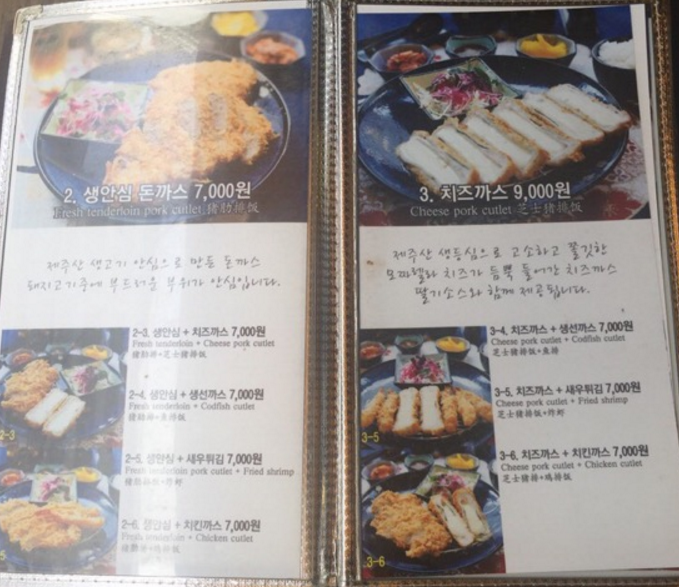 2. 생안심 돈까스 7,000원
Fresh tenderloin pork cutlet 猪肋排饭
제주산 생고기 안심으로 만든 돈까스
돼지고기중에 부드러운 부위가 안심입니다.
2-3. 생안심 + 치즈까스 7,000원
Fresh tenderloin + Cheese pork cutlet
猪肋排+芝士猪排饭
2-4. 생안심 + 생선까스 7,000원
Fresh tenderloin + Codfish cutlet
猪肋排+鱼排饭
2-5. 생안심 + 새우튀김 7,000원
Fresh tenderloin pork cutlet + Fried shrimp
猪肋排饭+炸虾
2-6. 생안심 + 치킨까스 7,000원
Fresh tenderloin + Chicken cutlet
猪肋排+鸡排饭
2-3
5
3. 치즈까스 9,000원
Cheese pork cutlet 芝士猪排饭
제주산 생등심으로 고소하고 쫄깃한
모짜렐라 치즈가 듬뿍 들어간 치즈까스
딸기소스와 함께 제공됩니다.
3-4. 치즈까스 + 생선까스 7,000원
Cheese pork cutlet + Codfish cutlet
芝士猪排饭+鱼排
3-5. 치즈까스 + 새우튀김 7,000원
Cheese pork cutlet + Fried shrimp
芝士猪排饭+炸虾
3-6. 치즈까스 + 치킨까스 7,000원
Cheese pork cutlet + Chicken cutlet
芝士猪排+鸡排饭
3-5
3-6